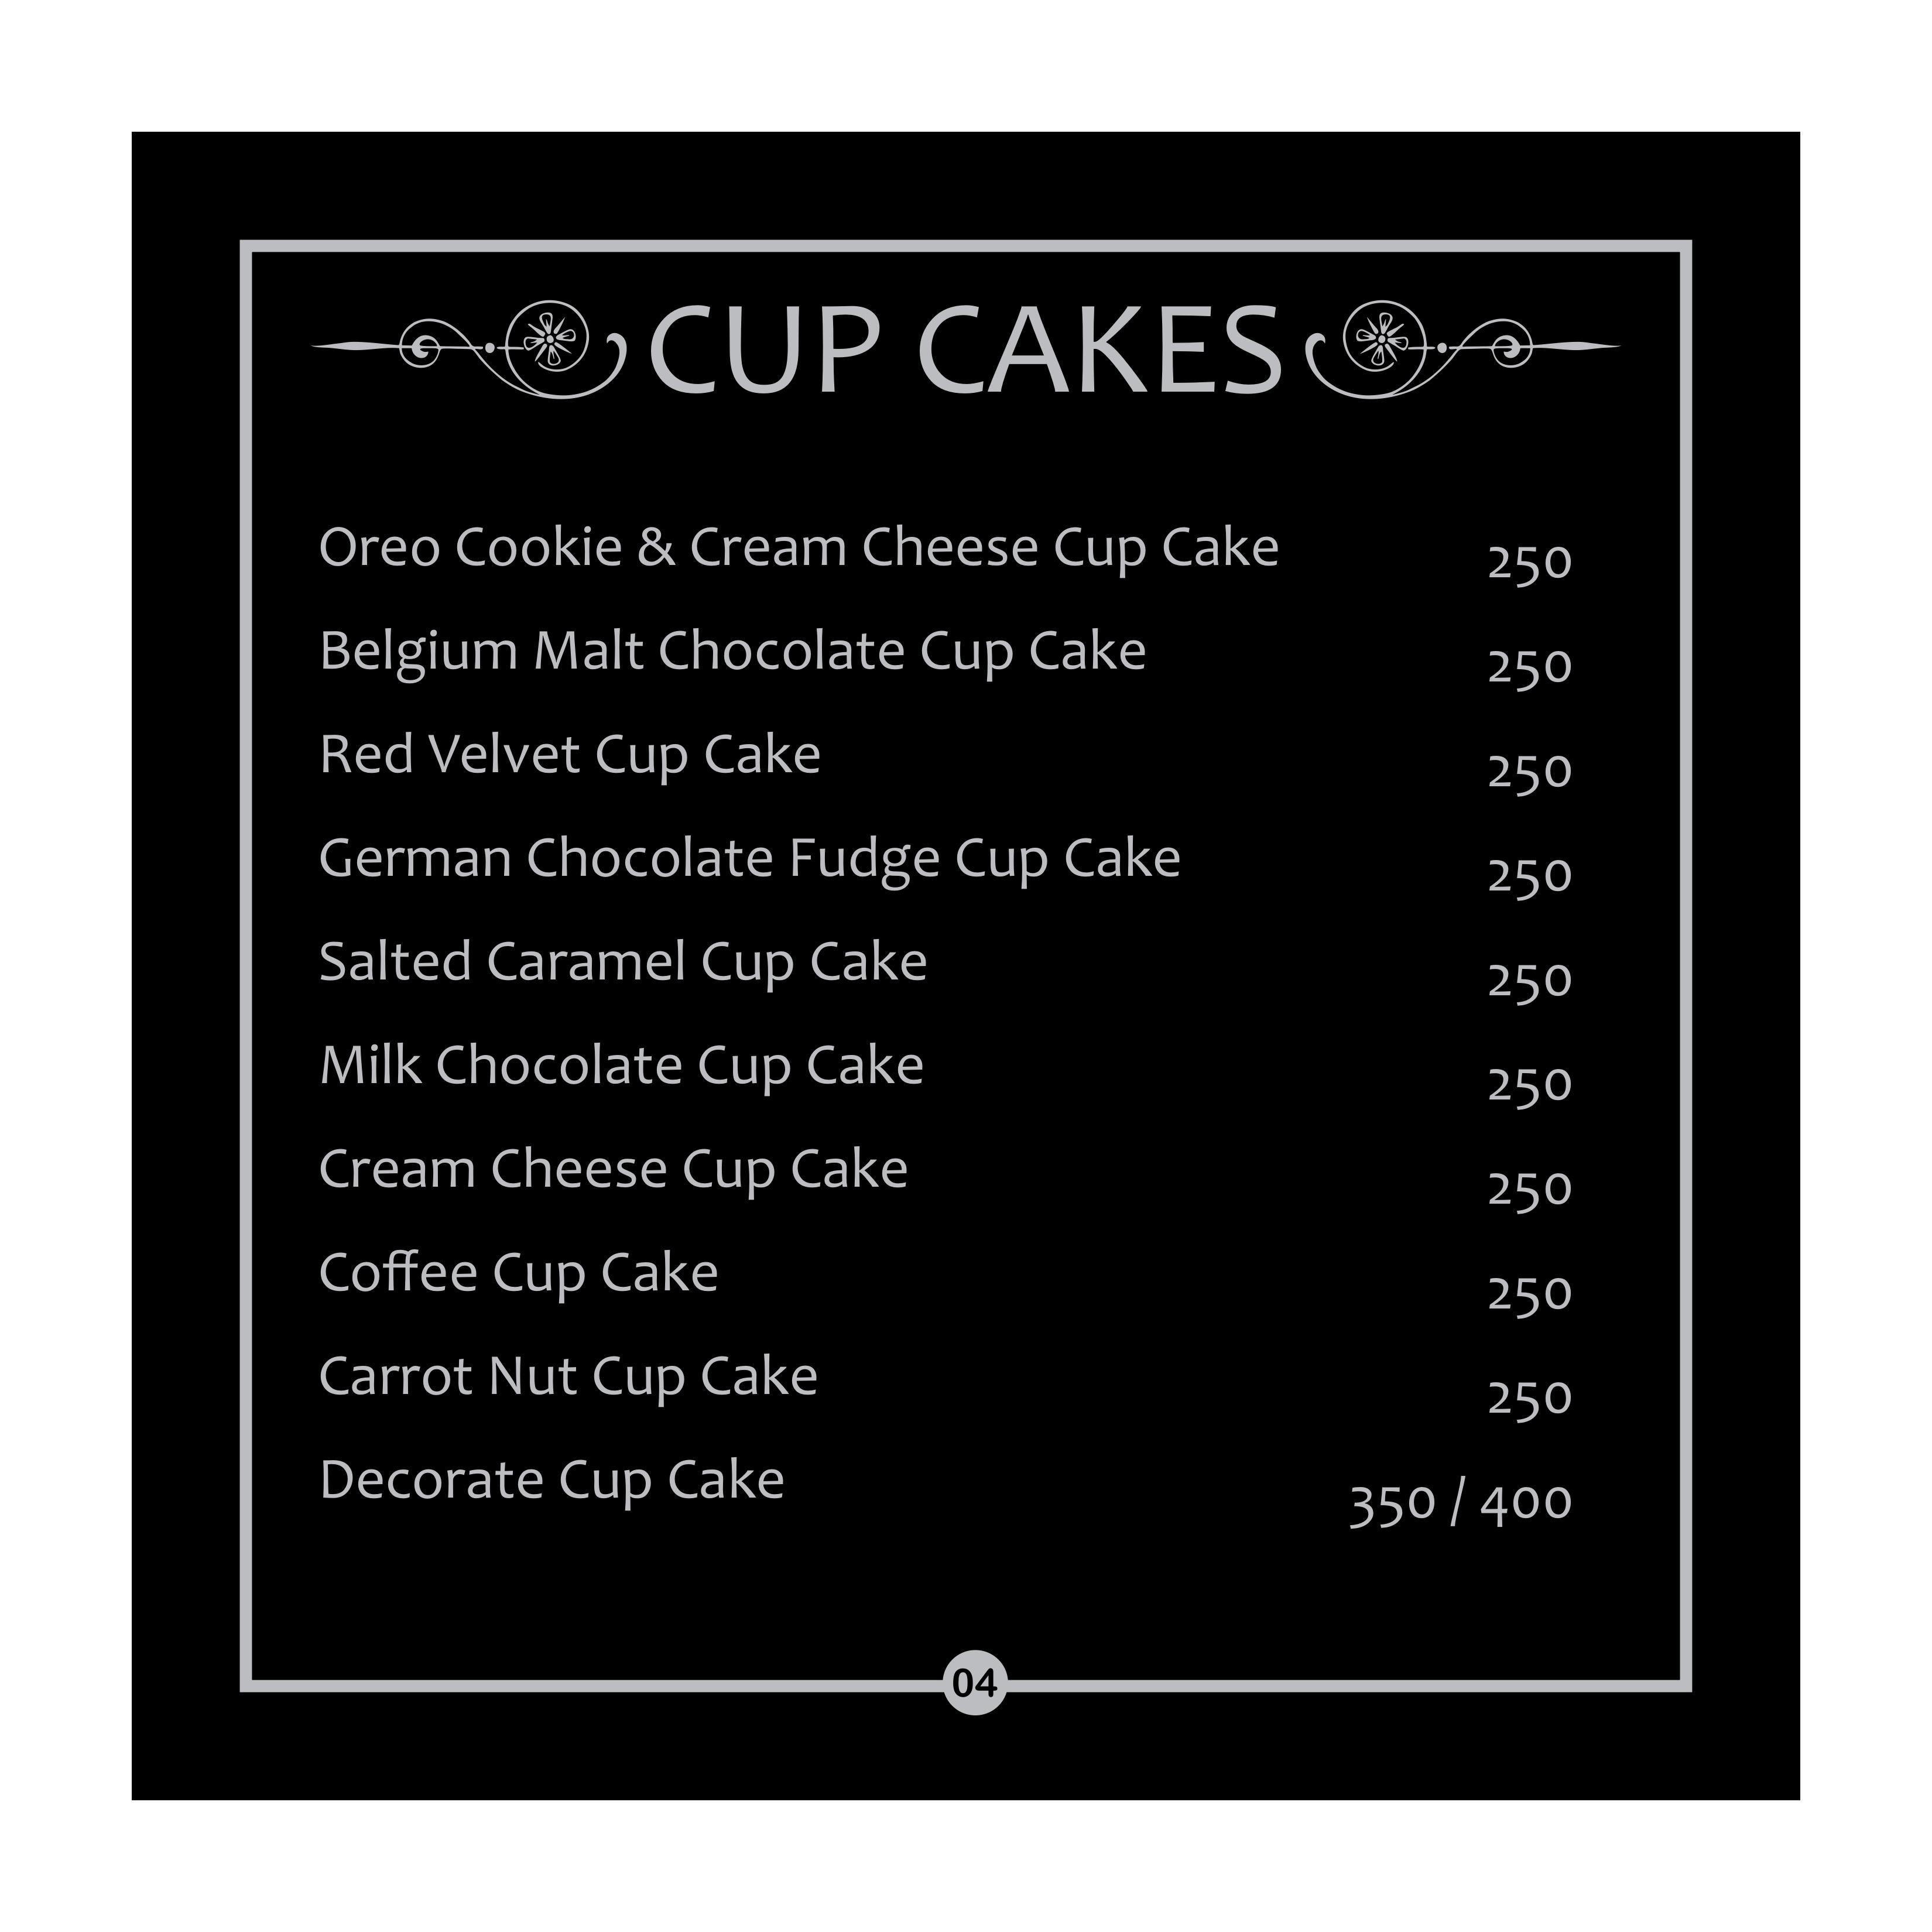 CUP CAKES
Oreo Cookie & Cream Cheese Cup Cake 250
Belgium Malt Chocolate Cup Cake 250
Red Velvet Cup Cake 250
German Chocolate Fudge Cup Cake 250
Salted Caramel Cup Cake 250
Milk Chocolate Cup Cake 250
Cream Cheese Cup Cake 250
Coffee Cup Cake 250
Carrot Nut Cup Cake 250
Decorate Cup Cake 350 / 400
04